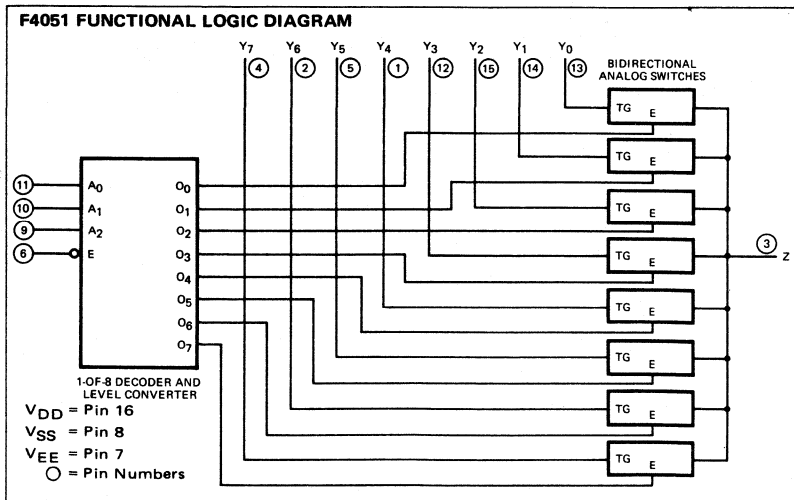 F4051 FUNCTIONAL LOGIC DIAGRAM
Y7 Y6 Y5 Y4 Y3 Y2 Y1 Y0
4 2 5 1 12 15 14 13
BIDIRECTIONAL
ANALOG SWITCHES
TG E
TG E
TG E
TG E
TG E
TG E
TG E
TG E
11 A0 O0
10 A1 O1
9 A2 O2
6 E O3
O4
O5
O6
O7
3
Z
1-OF-8 DECODER AND
LEVEL CONVERTER
VDD = Pin 16
VSS = Pin 8
VEE = Pin 7
○ = Pin Numbers